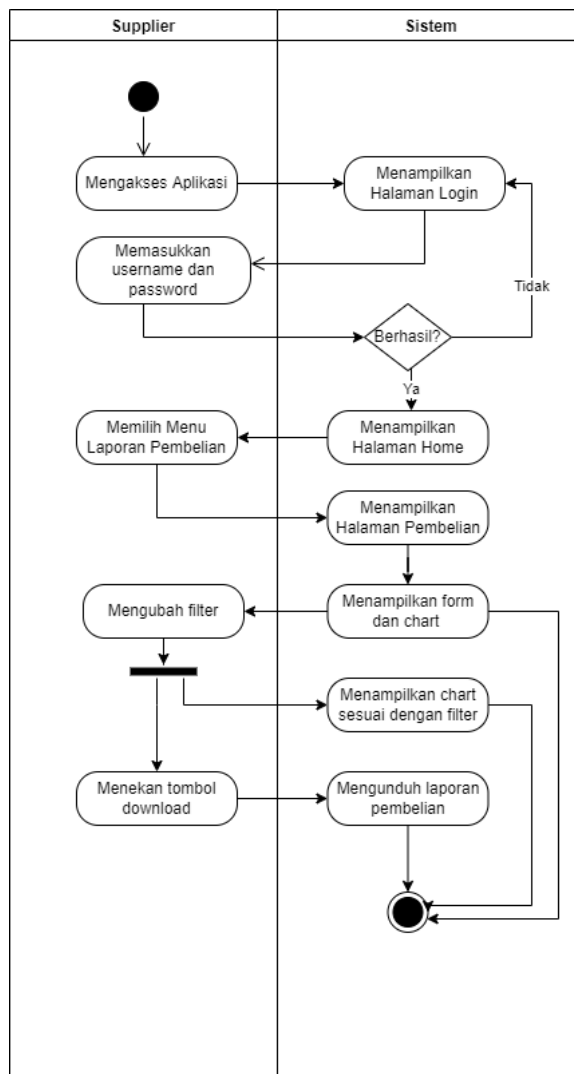 Supplier
Sistem
Mengakses Aplikasi
Menampilkan
Halaman Login
Memasukkan
username dan
password
Tidak
Berhasil?
Ya
Memilih Menu
Laporan Pembelian
Menampilkan
Halaman Home
Menampilkan
Halaman Pembelian
Mengubah filter
Menampilkan form
dan chart
Menampilkan chart
sesuai dengan filter
Menekan tombol
download
Mengunduh laporan
pembelian